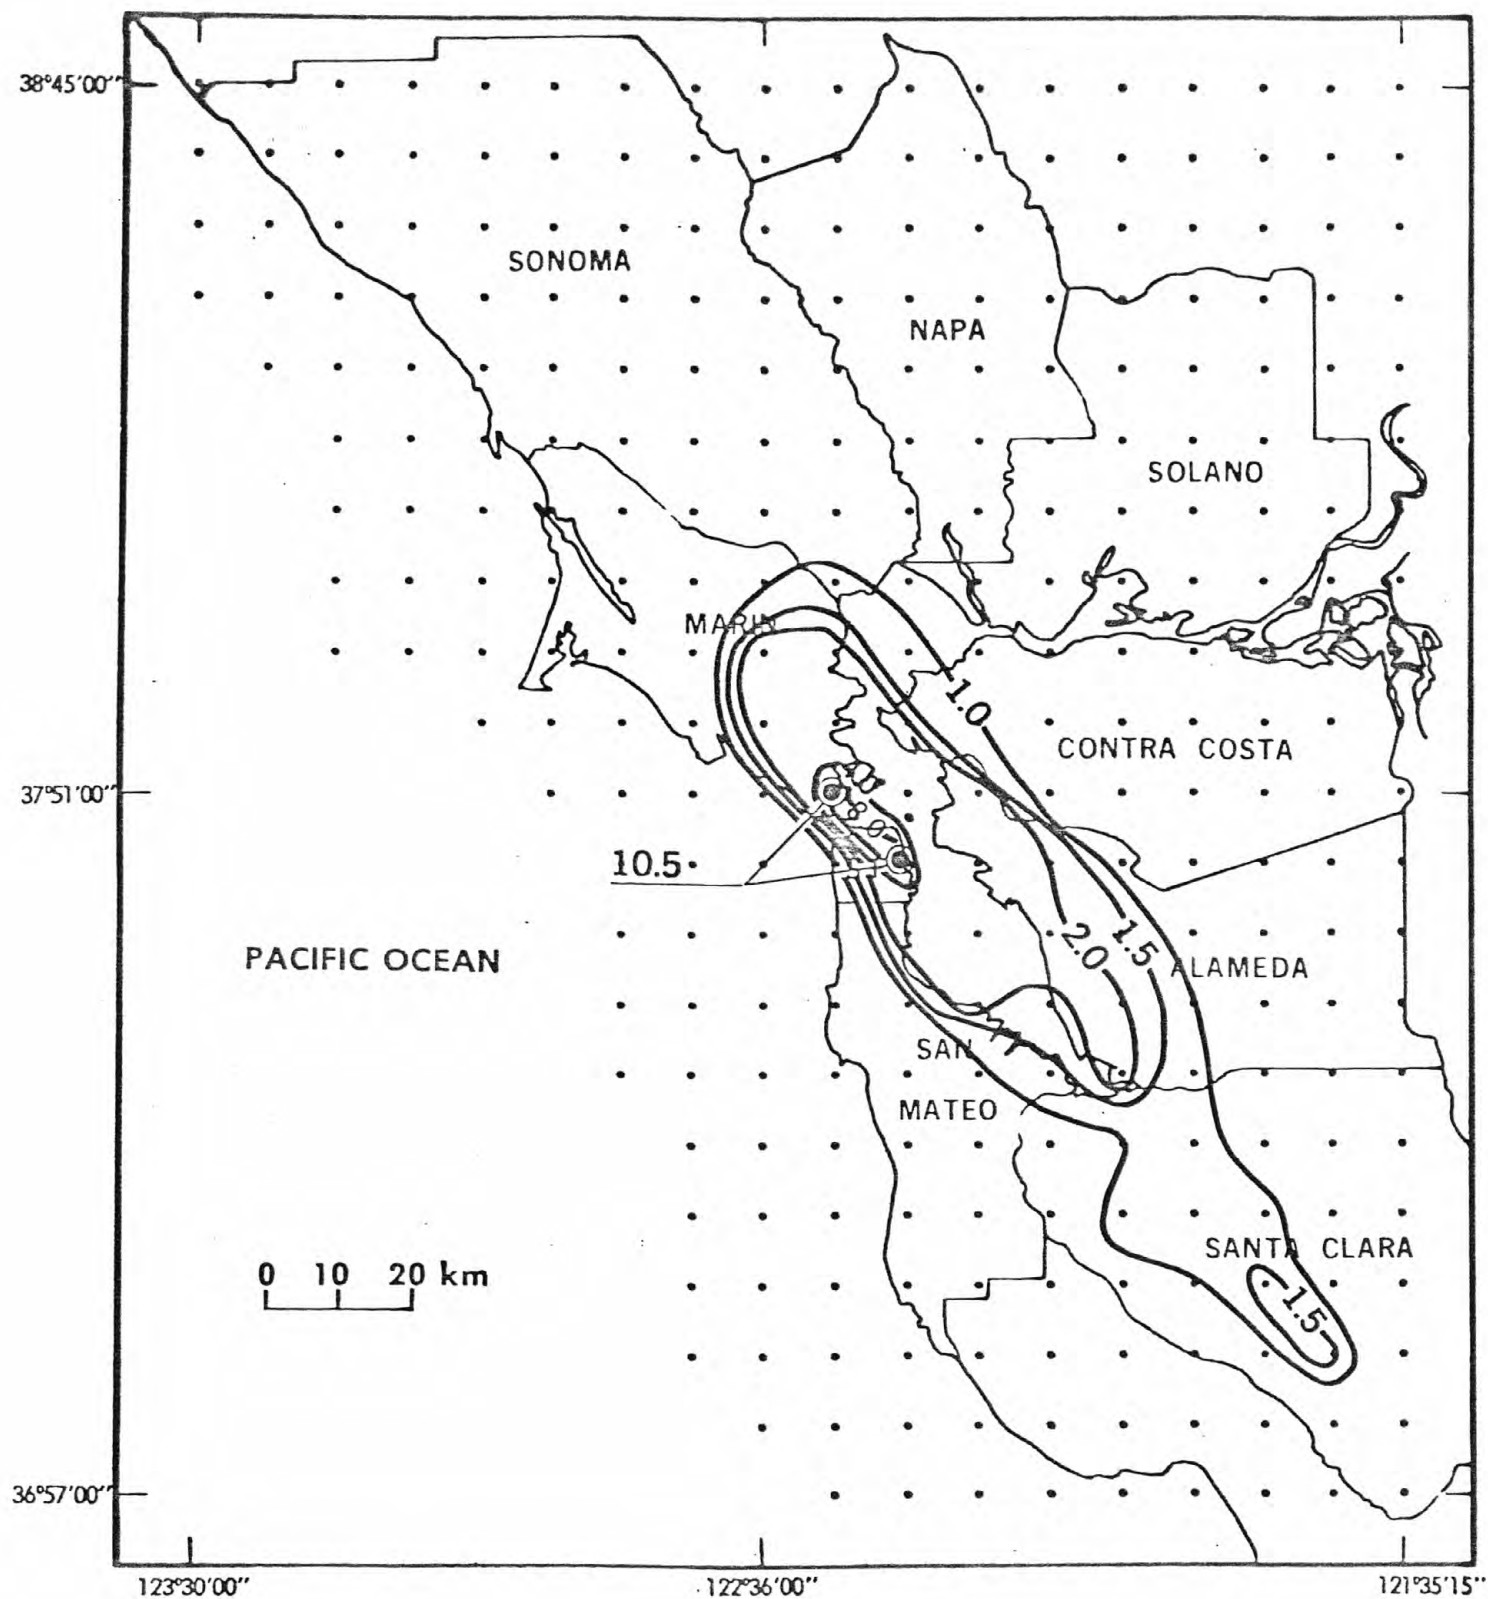 38°45'00"
SONOMA
NAPA
SOLANO
MARIN
1.0
CONTRA COSTA
37°51'00"
10.5
2.0
1.5
PACIFIC OCEAN
ALAMEDA
SAN
MATEO
SANTA CLARA
0 10 20 km
1.5
36°57'00"
123°30'00"
122°36'00"
121°35'15"